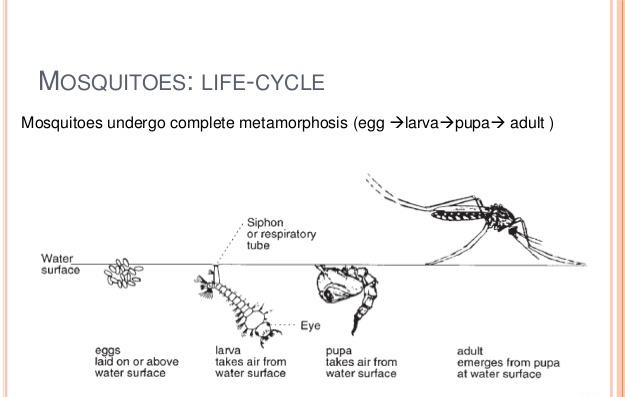 MOSQUITOES: LIFE-CYCLE
Mosquitoes undergo complete metamorphosis (egg →larva→pupa→ adult )
Siphon
or respiratory
tube
Water
surface
Eye
eggs
laid on or above
water surface
larva
takes air from
water surface
pupa
takes air from
water surface
adult
emerges from pupa
at water surface